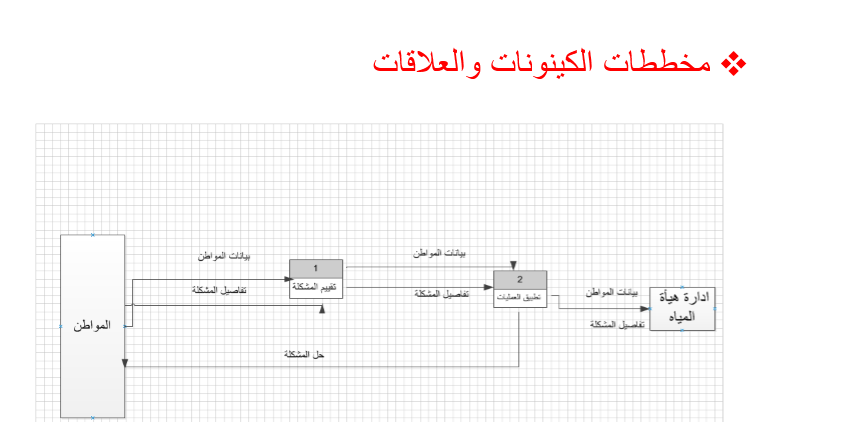 ❖ مخططات الكينونات والعلاقات
بيانات المواطن
تفاصيل المشكلة
1
تقييم المشكلة
بيانات المواطن
تفاصيل المشكلة
2
تطبيق العمليات
بيانات المواطن
تفاصيل المشكلة
ادارة هيأة
المياه
المواطن
حل المشكلة